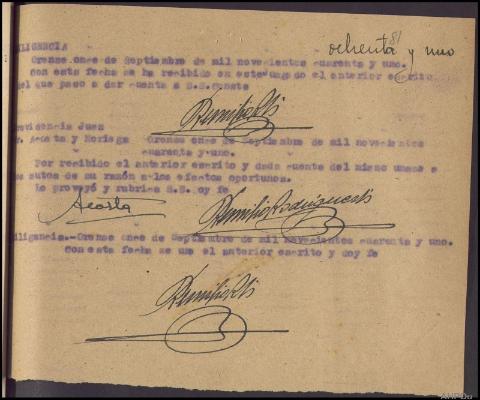 81
ochenta y uno
DILIGENCIA
Orense once de Septiembre de mil novecientos cuarenta y uno.
Con esta fecha se ha recibido en este Juzgado el anterior escrito
del que paso a dar cuenta a S.S. conste
Providencia Juez
Sr. Acosta y Noriega Orense once de Septiembre de mil novecientos
cuarenta y uno.
Por recibido el anterior escrito y dada cuenta del mismo unase a
los autos de su razón a los efectos oportunos.
Lo proveyó y rubrica S.S. doy fe
Acosta
Diligencia.-Orense once de Septiembre de mil novecientos cuarenta y uno.
Con esta fecha se une el anterior escrito y doy fe